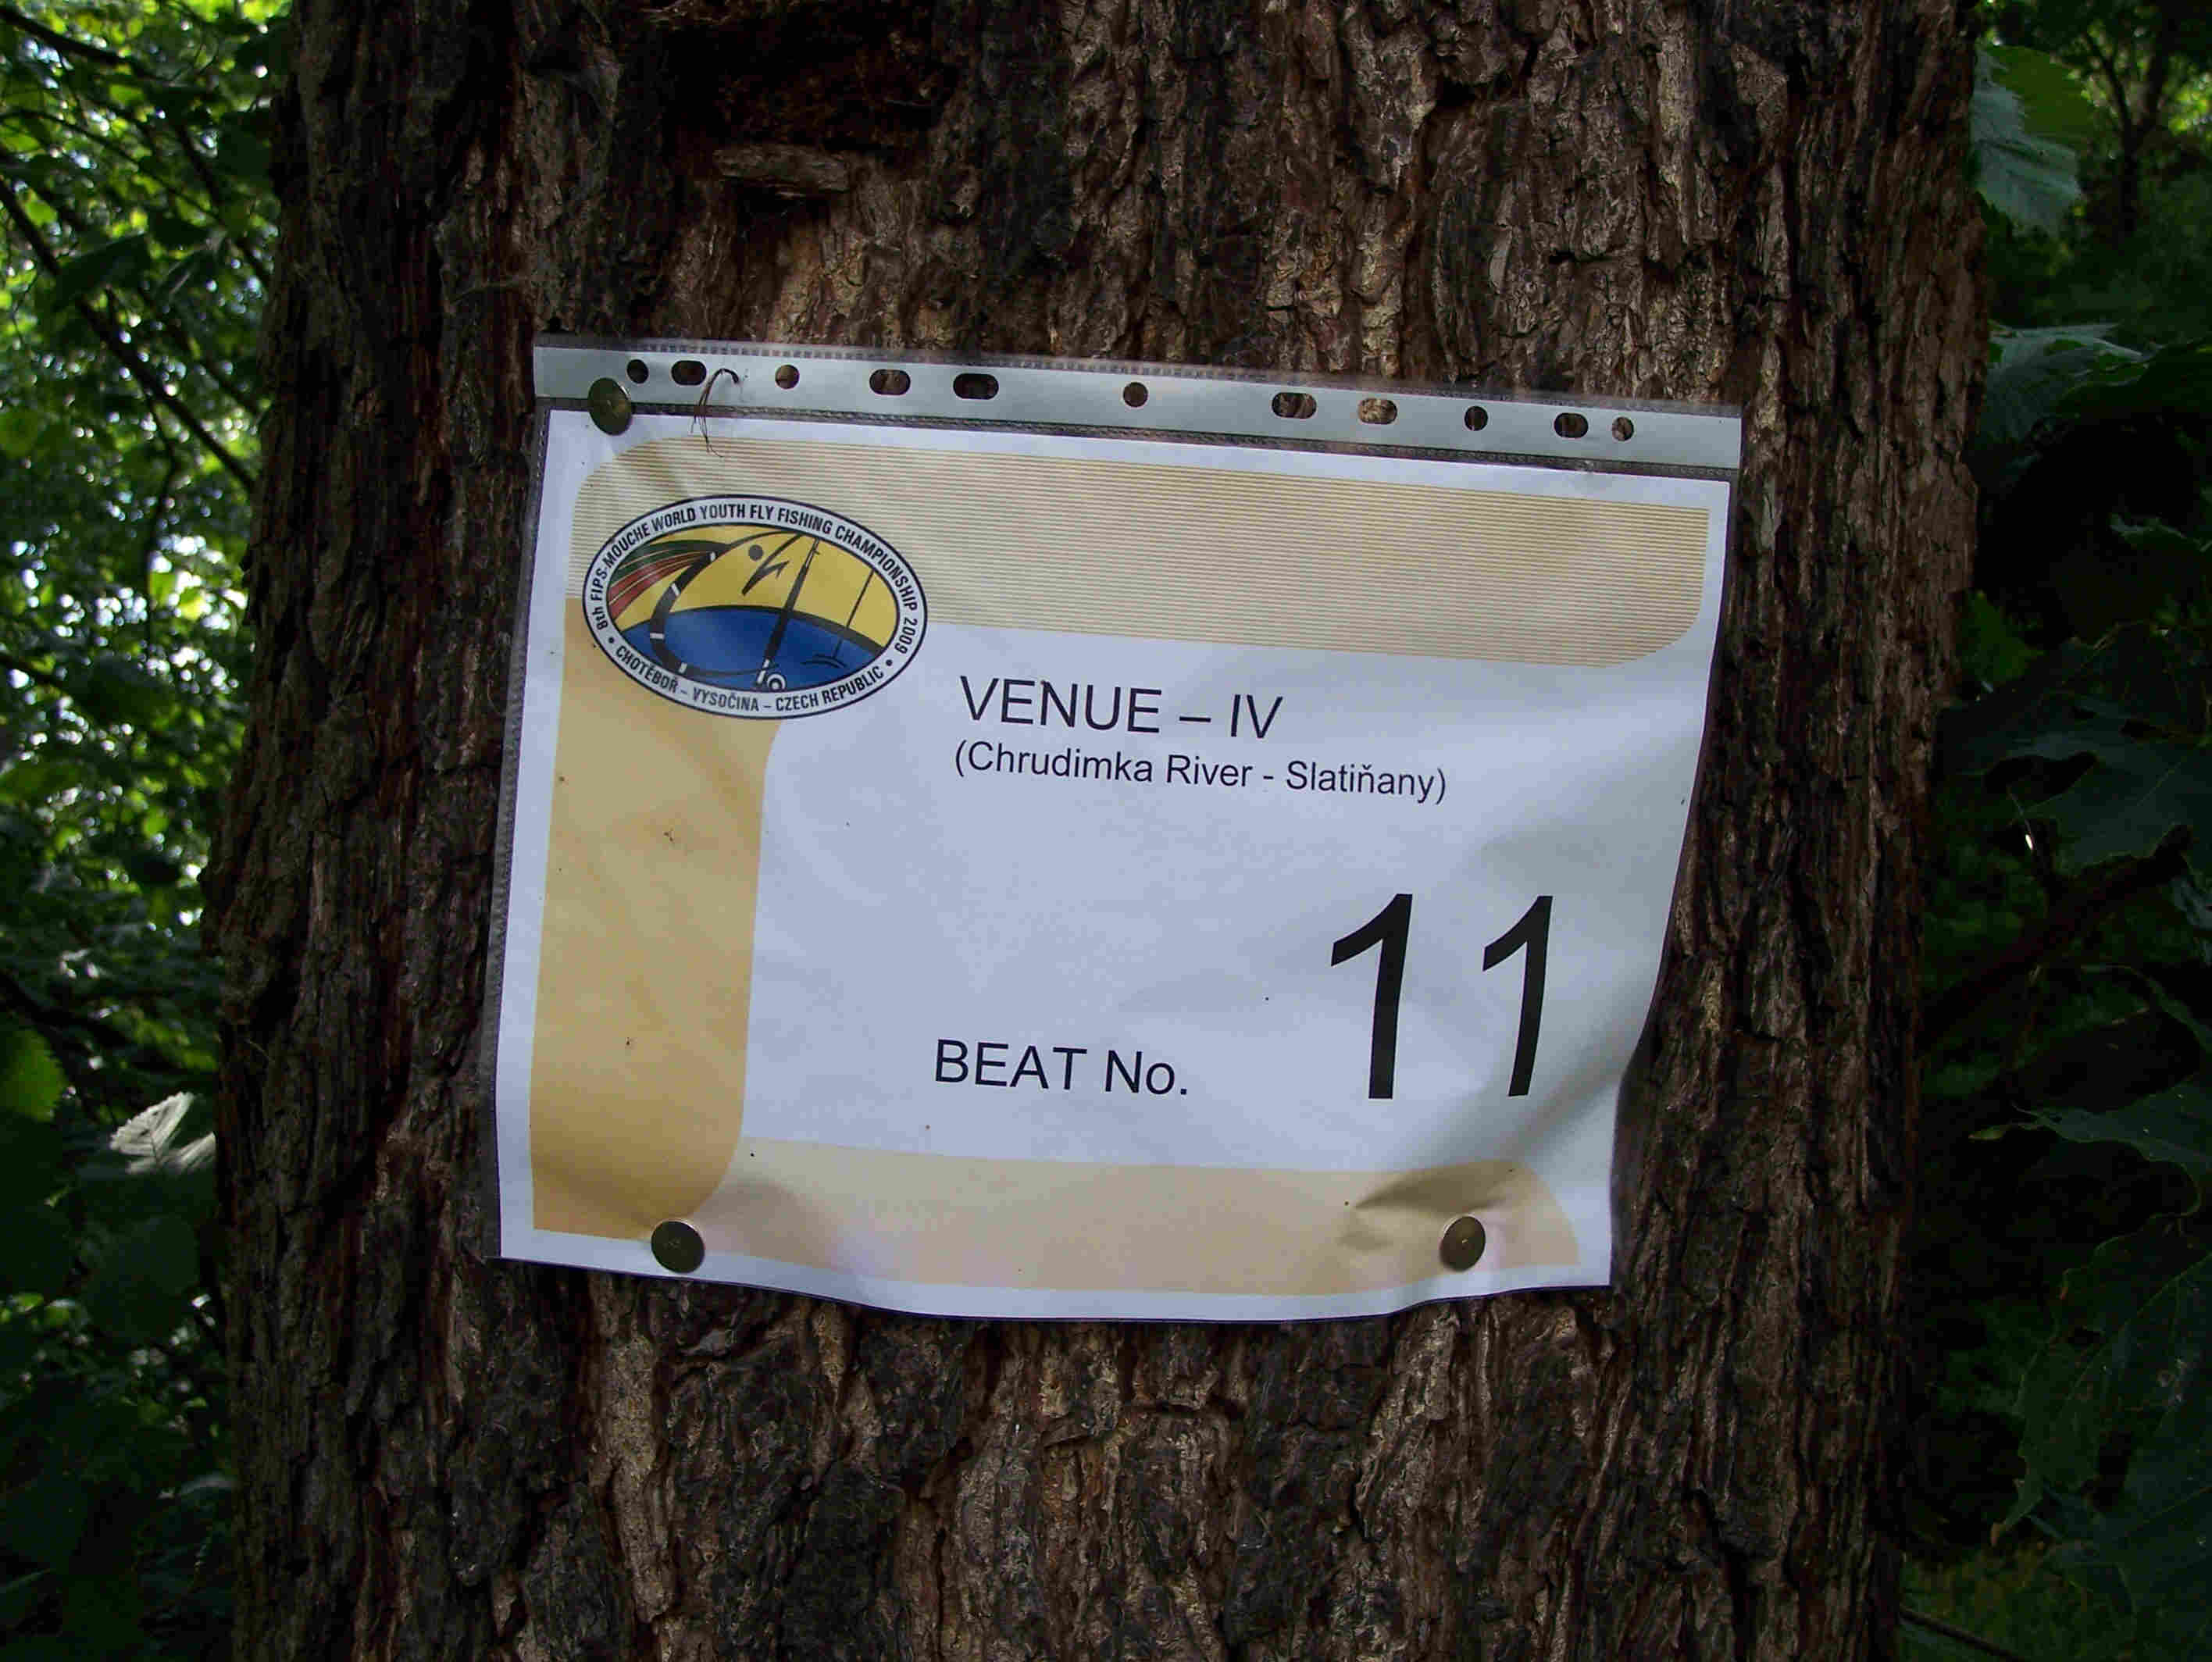 8th FIPS-MOUCHE WORLD YOUTH FLY FISHING CHAMPIONSHIP 2009
• CHOTĚBOŘ – VYSOČINA – CZECH REPUBLIC •
VENUE – IV
(Chrudimka River - Slatiňany)
11
BEAT No.